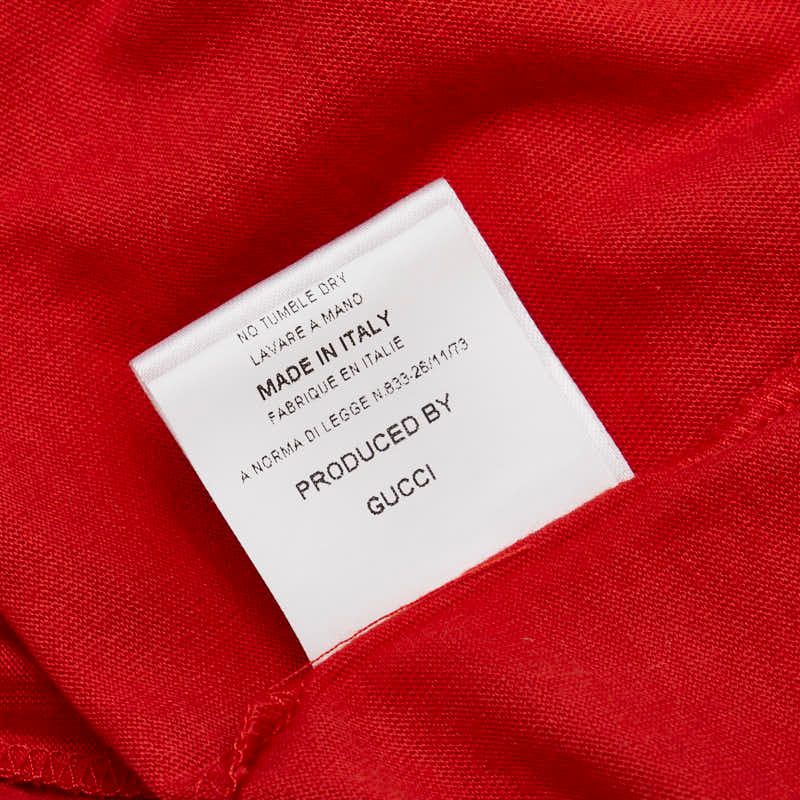 NO TUMBLE DRY
LAVARE A MANO
MADE IN ITALY
FABRIQUE EN ITALIE
A NORMA DI LEGGE N.833-26/11/73
PRODUCED BY
GUCCI